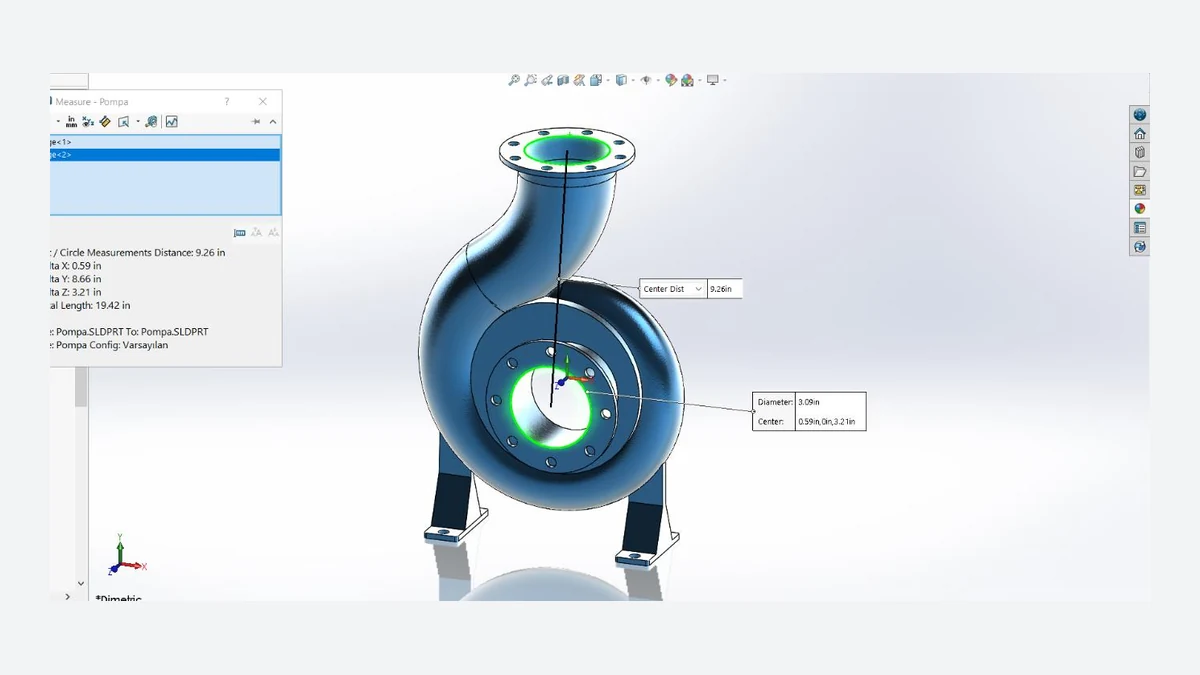 Measure - Pompa
in
mm
ge<1>
ge<2>
: / Circle Measurements Distance: 9.26 in
lta X: 0.59 in
lta Y: 8.66 in
lta Z: 3.21 in
al Length: 19.42 in
e: Pompa.SLDPRT To: Pompa.SLDPRT
e: Pompa Config: Varsayılan
Center Dist 9.26in
Diameter: 3.09in
Center: 0.59in,0in,3.21in
Y
Z X
*Dimetric